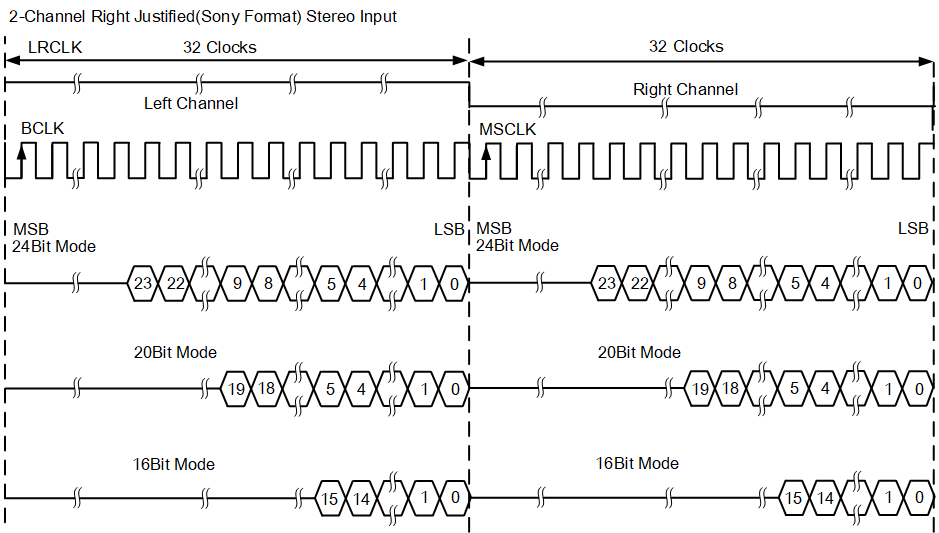 2-Channel Right Justified(Sony Format) Stereo Input
LRCLK 32 Clocks 32 Clocks
Left Channel Right Channel
BCLK MSCLK
MSB LSB MSB LSB
24Bit Mode 24Bit Mode
23 22 9 8 5 4 1 0 23 22 9 8 5 4 1 0
20Bit Mode 20Bit Mode
19 18 5 4 1 0 19 18 5 4 1 0
16Bit Mode 16Bit Mode
15 14 1 0 15 14 1 0